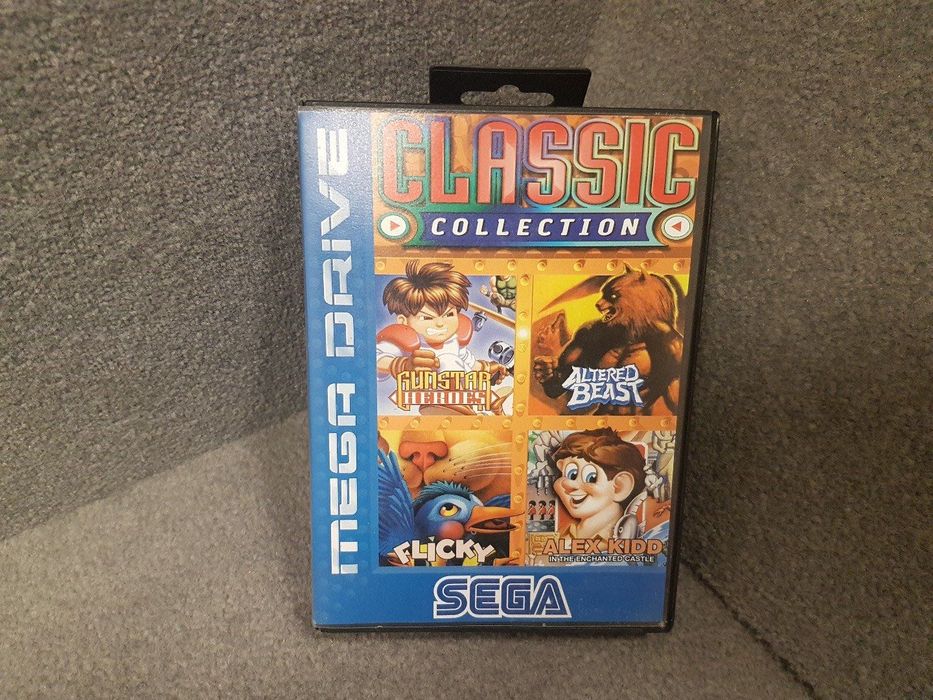 MEGA DRIVE
CLASSIC
COLLECTION
GUNSTAR
HEROES
ALTERED
BEAST
FLICKY
ALEX KIDD
IN THE ENCHANTED CASTLE
SEGA